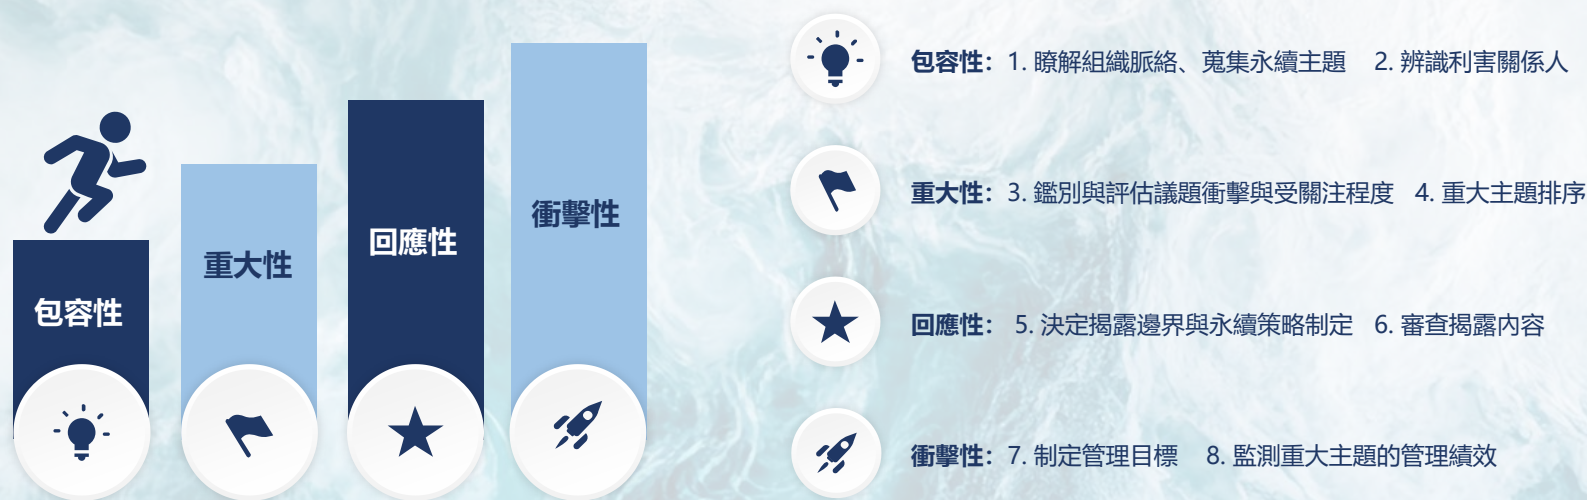 包容性
重大性
回應性
衝擊性
包容性：1. 瞭解組織脈絡、蒐集永續主題 2. 辨識利害關係人
重大性：3. 鑑別與評估議題衝擊與受關注程度 4. 重大主題排序
回應性： 5. 決定揭露邊界與永續策略制定 6. 審查揭露內容
衝擊性：7. 制定管理目標 8. 監測重大主題的管理績效